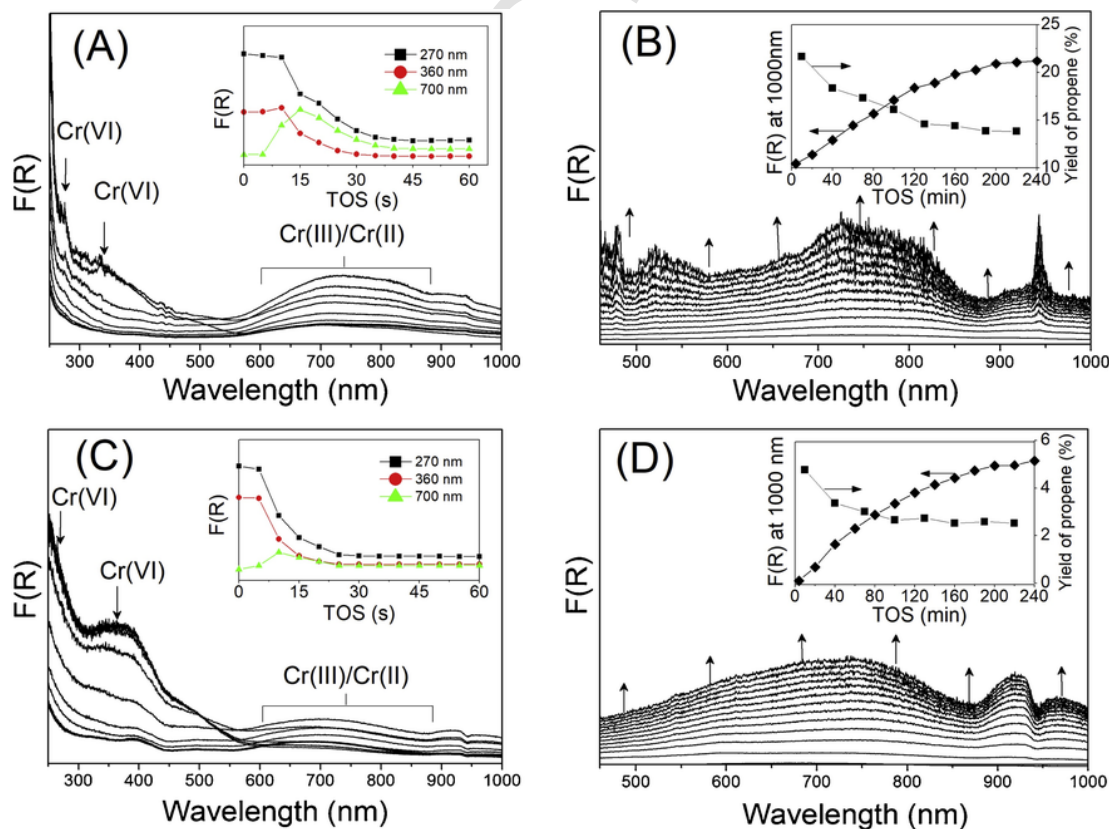 (A)
270 nm
360 nm
700 nm
F(R)
0 15 30 45 60
TOS (s)
Cr(VI)
Cr(VI)
Cr(III)/Cr(II)
F(R)
300 400 500 600 700 800 900 1000
Wavelength (nm)
(B)
F(R) at 1000nm
25
20
15
10
Yield of propene (%)
0 40 80 120 160 200 240
TOS (min)
F(R)
500 600 700 800 900 1000
Wavelength (nm)
(C)
270 nm
360 nm
700 nm
F(R)
0 15 30 45 60
TOS (s)
Cr(VI)
Cr(VI)
Cr(III)/Cr(II)
F(R)
300 400 500 600 700 800 900 1000
Wavelength (nm)
(D)
F(R) at 1000 nm
6
4
2
0
Yield of propene (%)
0 40 80 120 160 200 240
TOS (min)
F(R)
500 600 700 800 900 1000
Wavelength (nm)